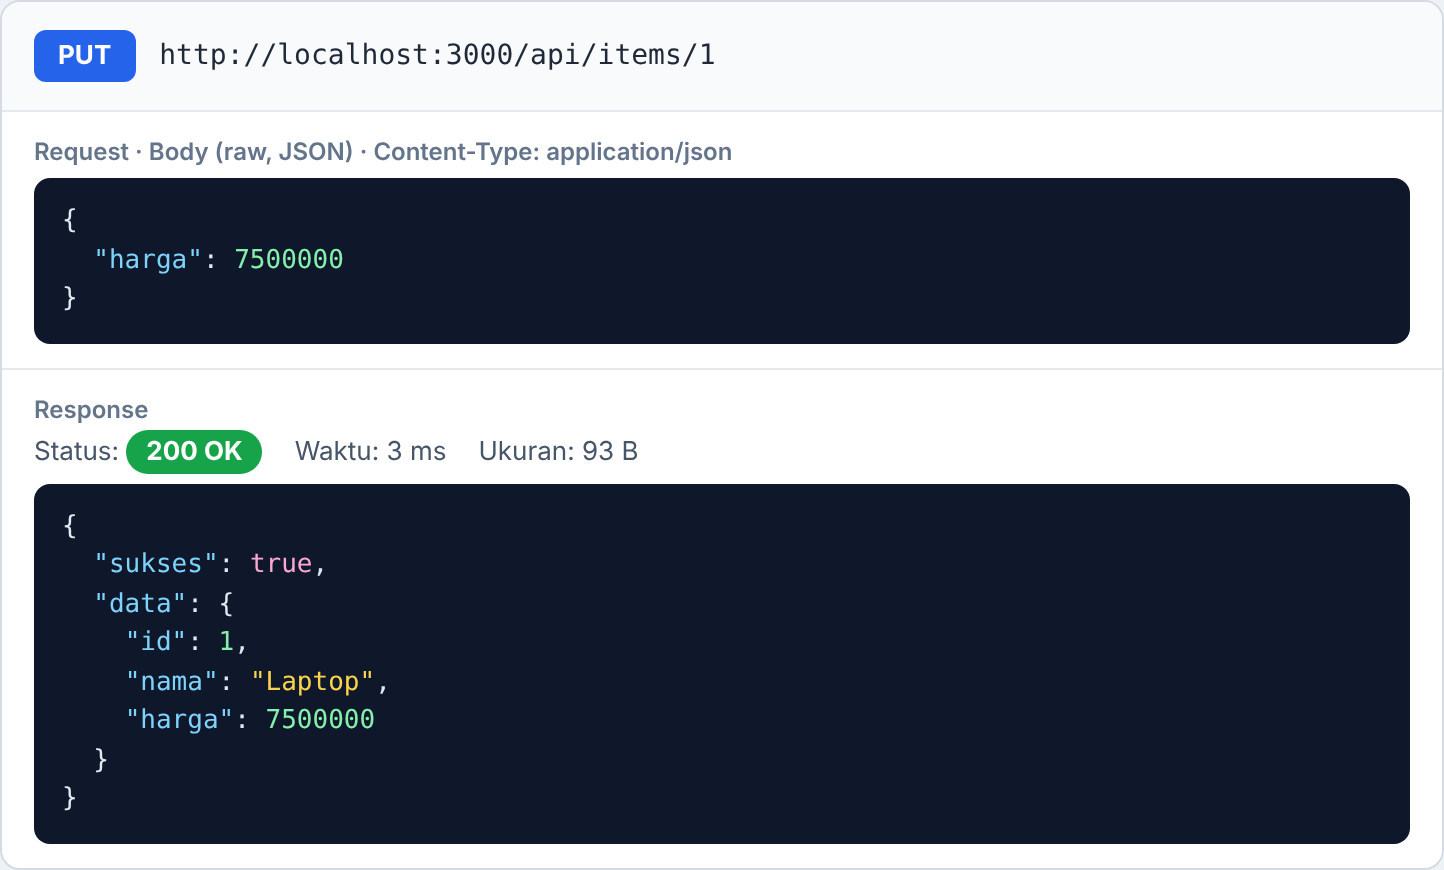 PUT http://localhost:3000/api/items/1
Request · Body (raw, JSON) · Content-Type: application/json
{
  "harga": 7500000
}
Response
Status: 200 OK Waktu: 3 ms Ukuran: 93 B
{
  "sukses": true,
  "data": {
    "id": 1,
    "nama": "Laptop",
    "harga": 7500000
  }
}